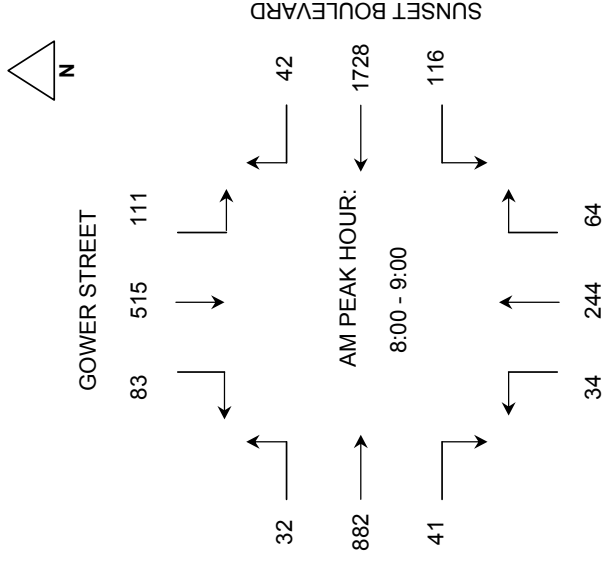 N
GOWER STREET
83 515 111
32 42
882 1728
41 116
AM PEAK HOUR:
8:00 - 9:00
34 244 64
SUNSET BOULEVARD